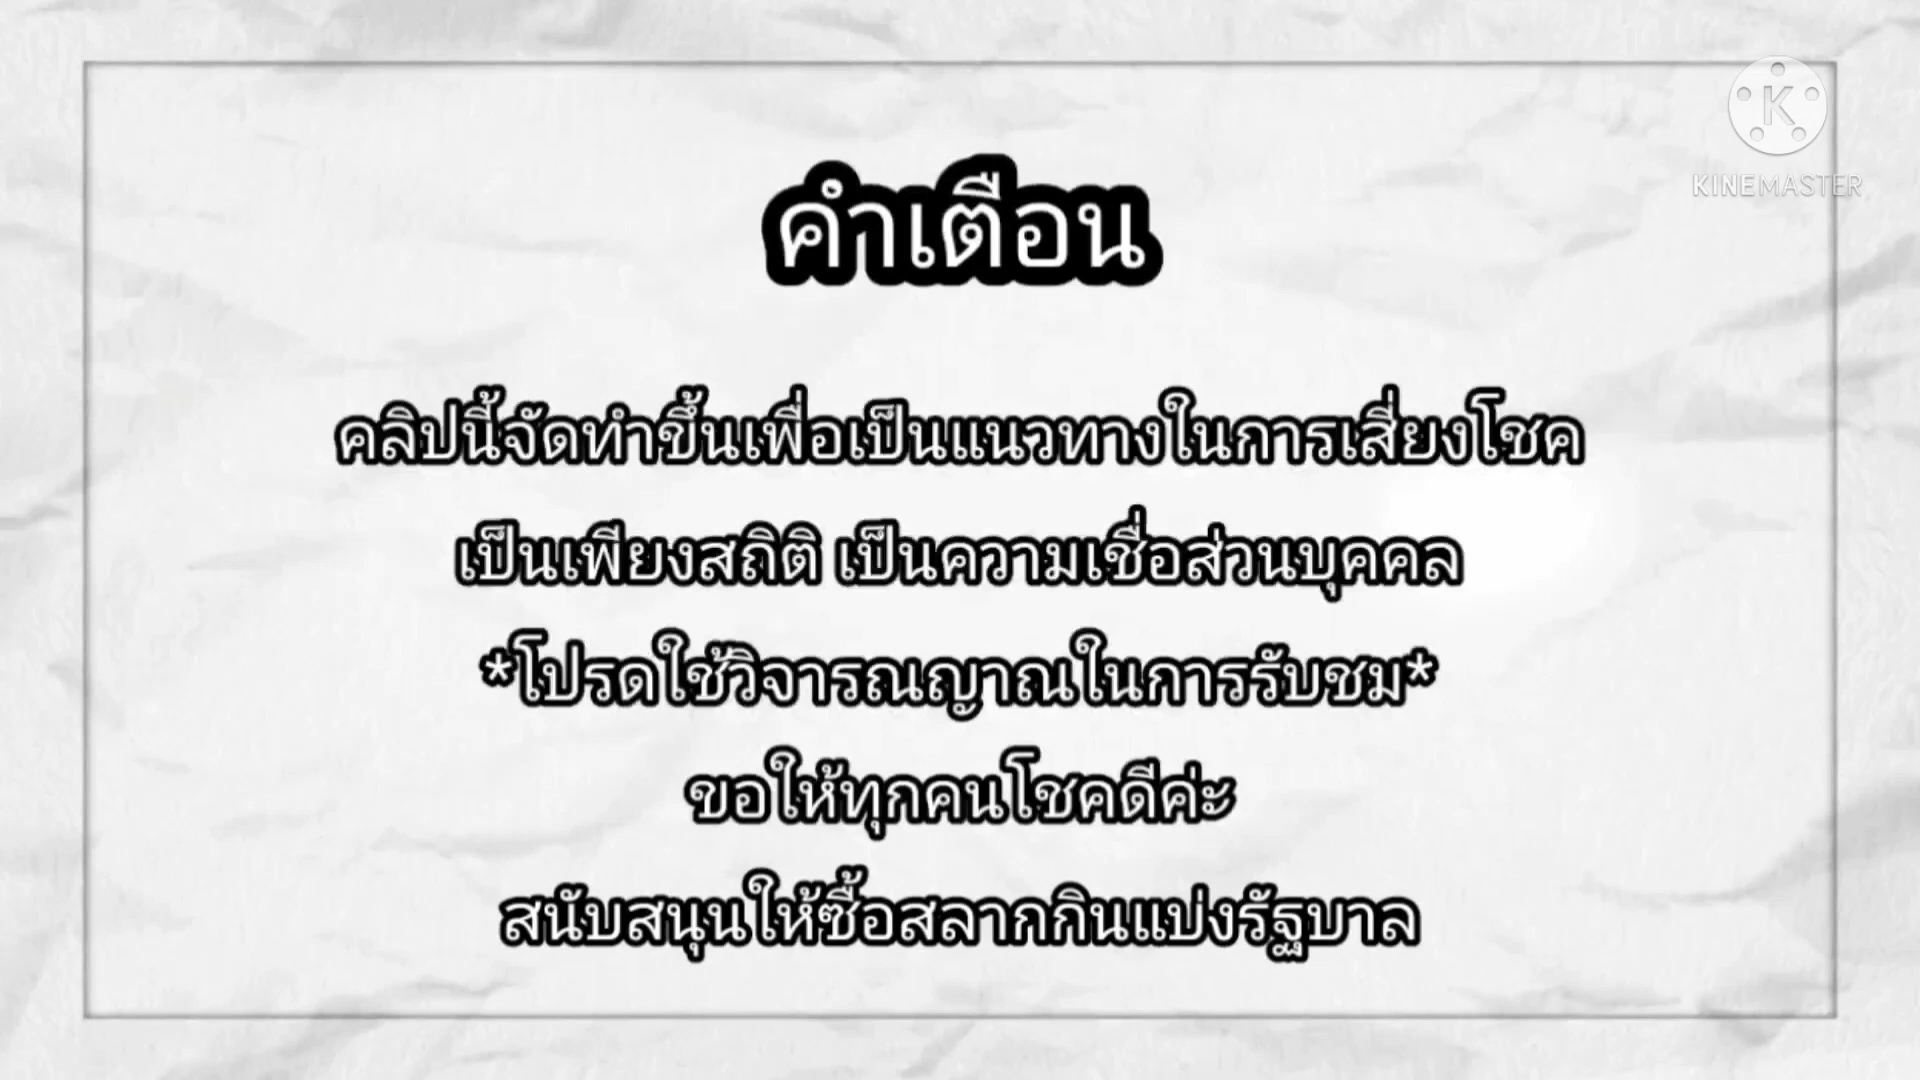 KINEMASTER
คำเตือน
คลิปนี้จัดทำขึ้นเพื่อเป็นแนวทางในการเสี่ยงโชค
เป็นเพียงสถิติ เป็นความเชื่อส่วนบุคคล
*โปรดใช้วิจารณญาณในการรับชม*
ขอให้ทุกคนโชคดีค่ะ
สนับสนุนให้ซื้อสลากกินแบ่งรัฐบาล